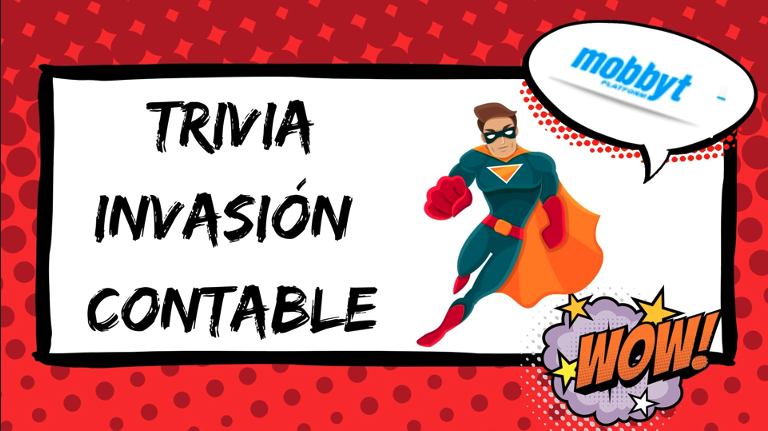 TRIVIA
INVASIÓN
CONTABLE
mobbyt
PLATFORM
WOW!